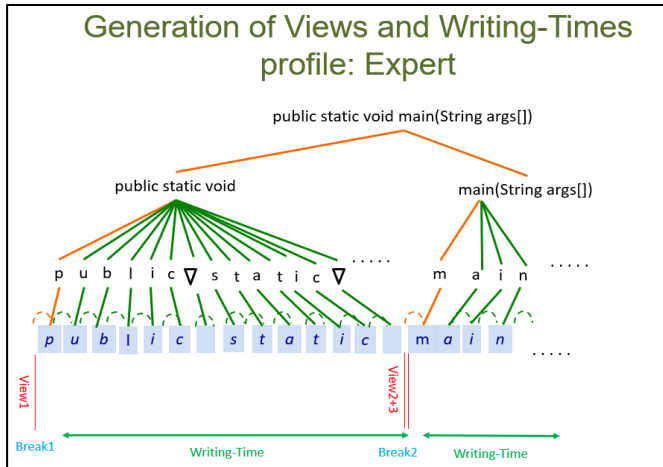 Generation of Views and Writing-Times
profile: Expert
public static void main(String args[])
public static void
main(String args[])
.....
p u b l i c ∇ s t a t i c ∇
m a i n
.....
p u b l i c s t a t i c
m a i n
.....
View1
View2+3
Break1
Writing-Time
Break2
Writing-Time